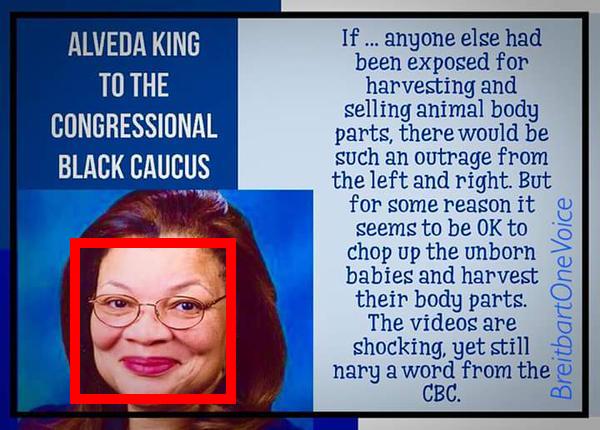 ALVEDA KING
TO THE
CONGRESSIONAL
BLACK CAUCUS
If ... anyone else had
been exposed for
harvesting and
selling animal body
parts, there would be
such an outrage from
the left and right. But
for some reason it
seems to be OK to
chop up the unborn
babies and harvest
their body parts.
The videos are
shocking, yet still
nary a word from the
CBC.
BreitbartOneVoice